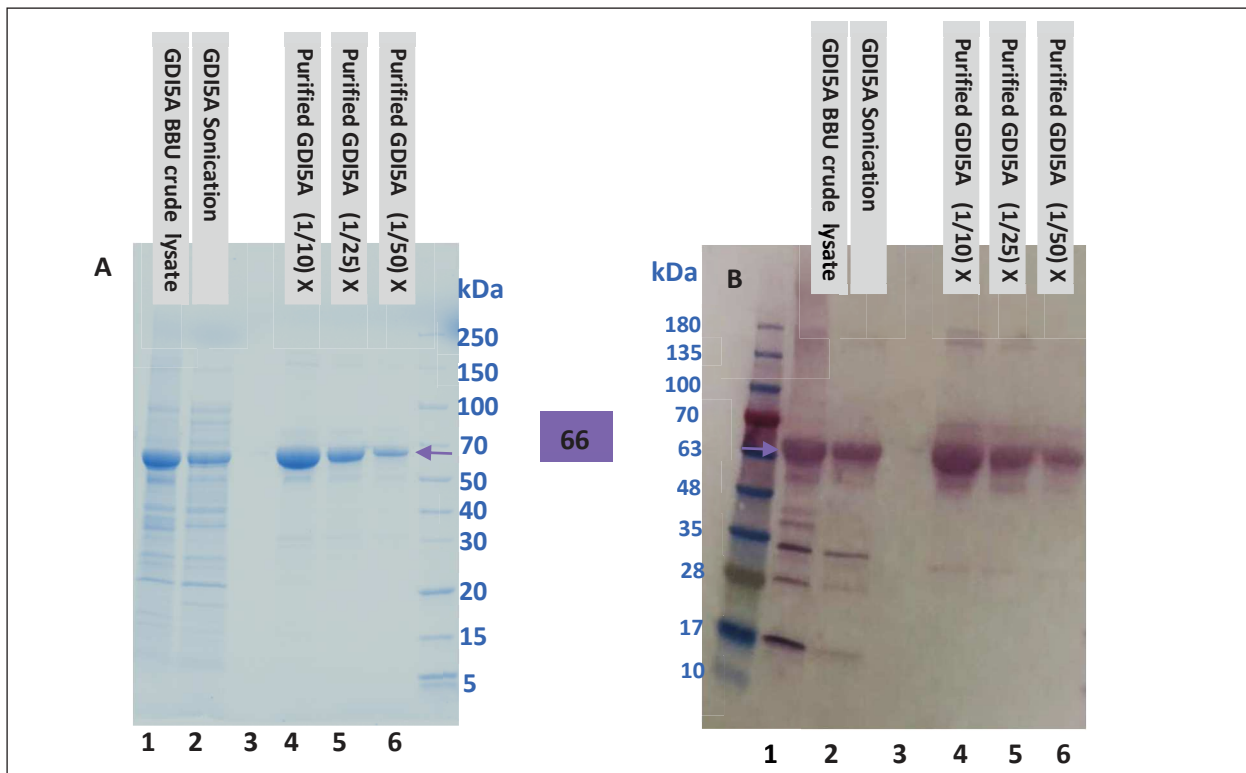 GDI5A BBU crude lysate
GDI5A Sonication
Purified GDI5A (1/10) X
Purified GDI5A (1/25) X
Purified GDI5A (1/50) X
A
kDa
250
150
100
70
50
40
30
20
15
5
1 2 3 4 5 6
66
GDI5A BBU crude lysate
GDI5A Sonication
Purified GDI5A (1/10) X
Purified GDI5A (1/25) X
Purified GDI5A (1/50) X
kDa
B
180
135
100
70
63
48
35
28
17
10
1 2 3 4 5 6